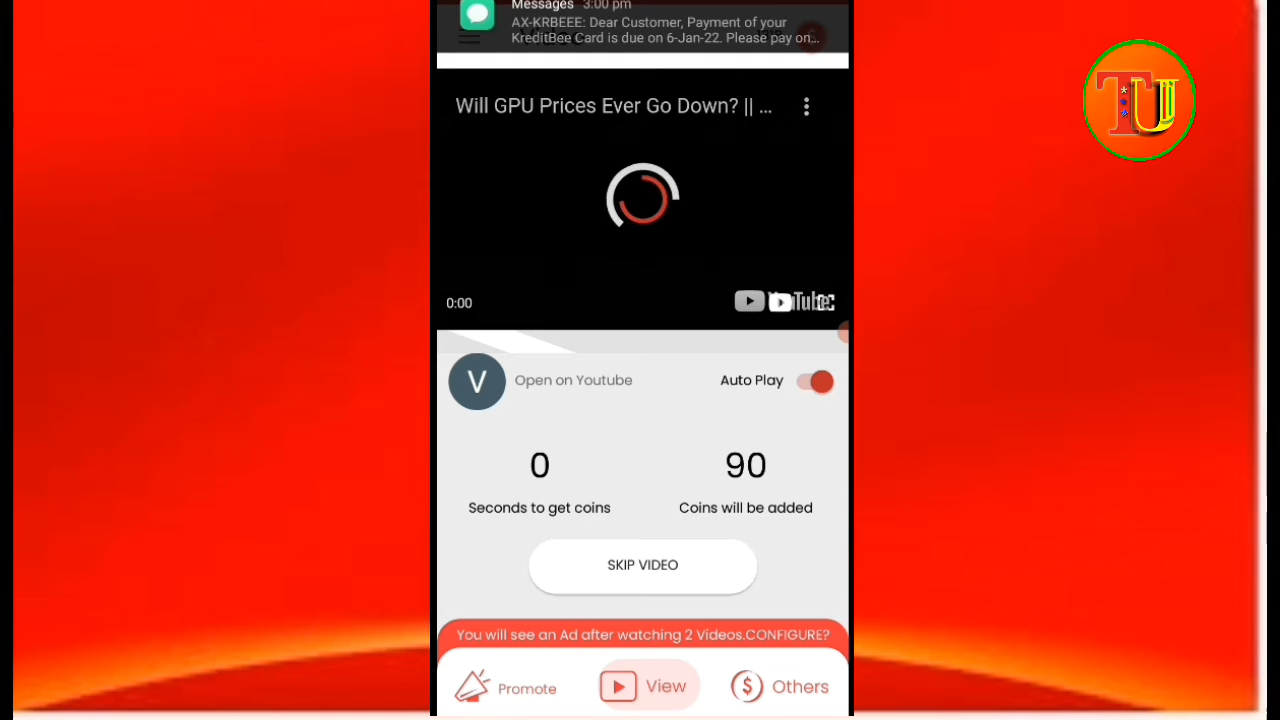 Messages 3:00 pm
AX-KRBEEE: Dear Customer, Payment of your
KreditBee Card is due on 6-Jan-22. Please pay on...
Video
Will GPU Prices Ever Go Down? || ...
0:00
YouTube
V
Open on Youtube
Auto Play
0
90
Seconds to get coins
Coins will be added
SKIP VIDEO
You will see an Ad after watching 2 Videos.CONFIGURE?
Promote
View
$
Others
TU